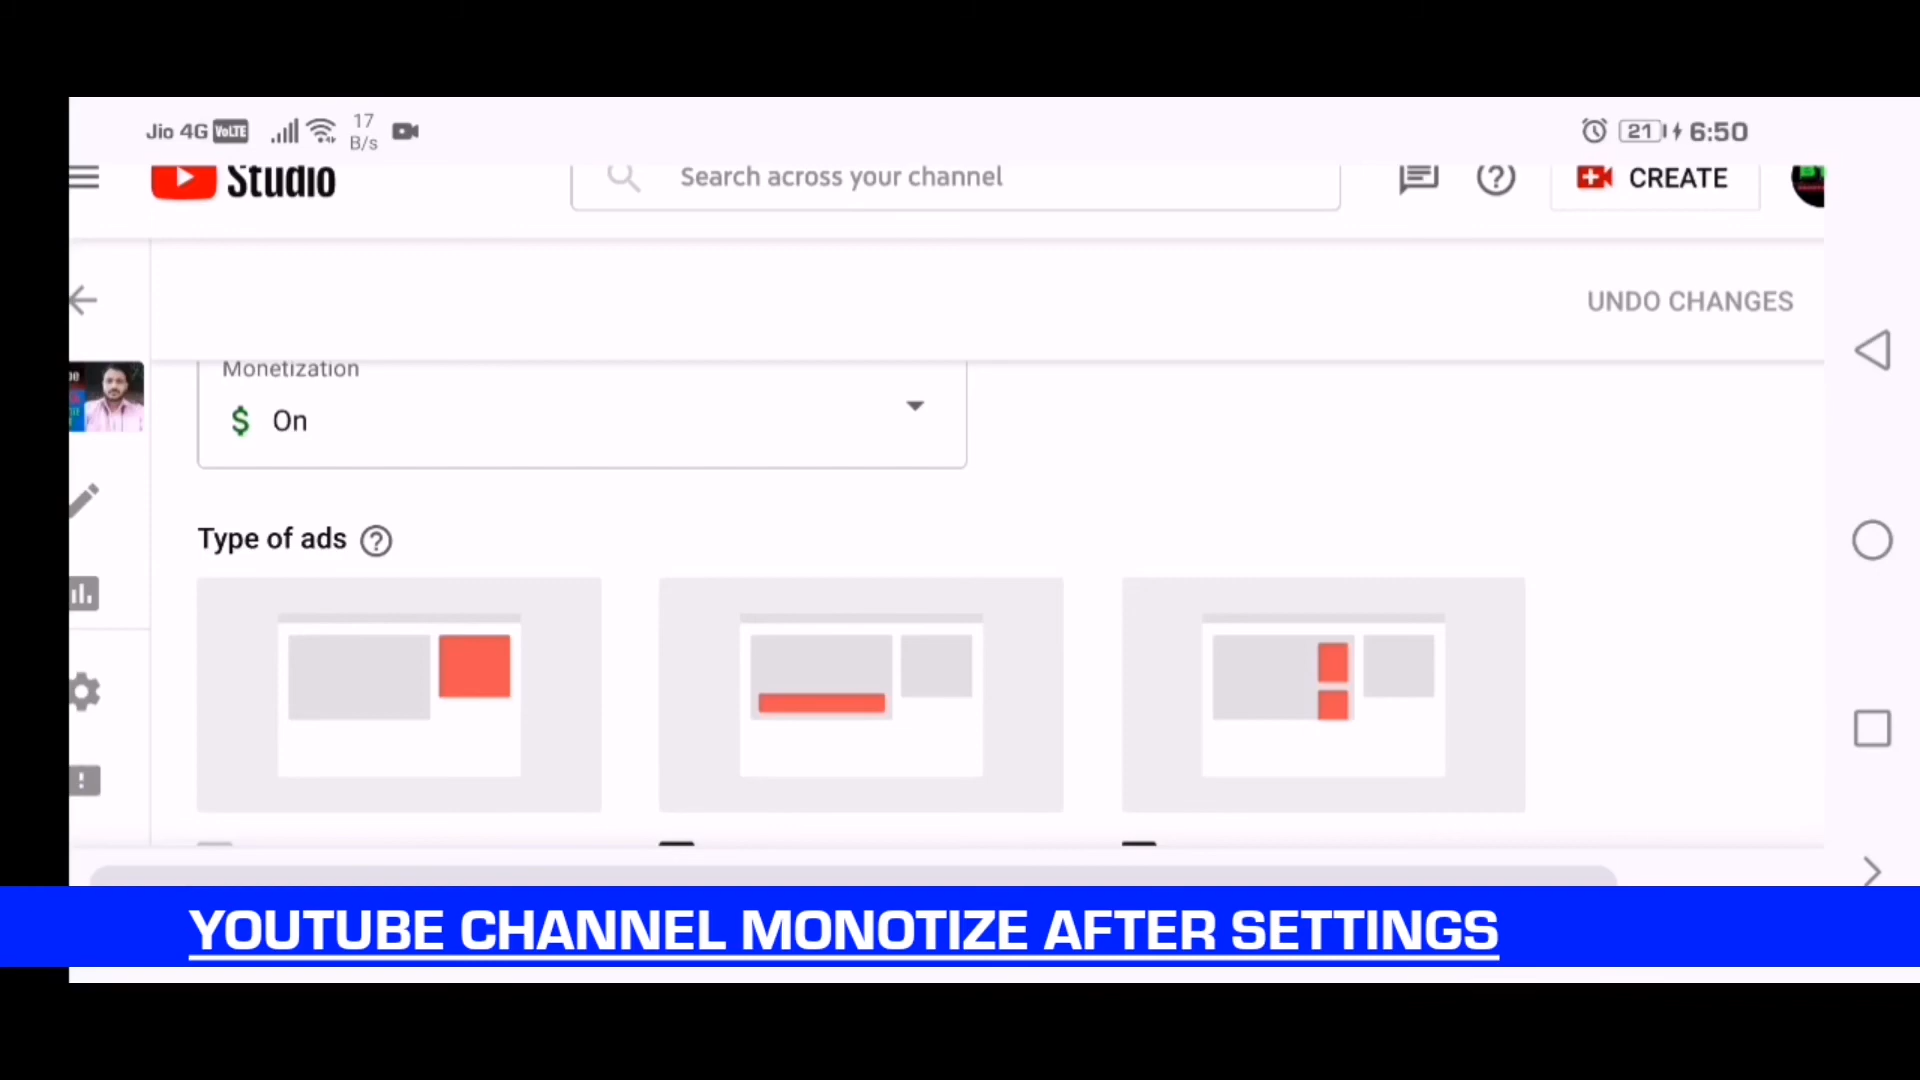 Jio 4G VoLTE 17 B/s 21 6:50
Studio Search across your channel ? CREATE
UNDO CHANGES
Monetization
$ On
Type of ads ?
YOUTUBE CHANNEL MONOTIZE AFTER SETTINGS